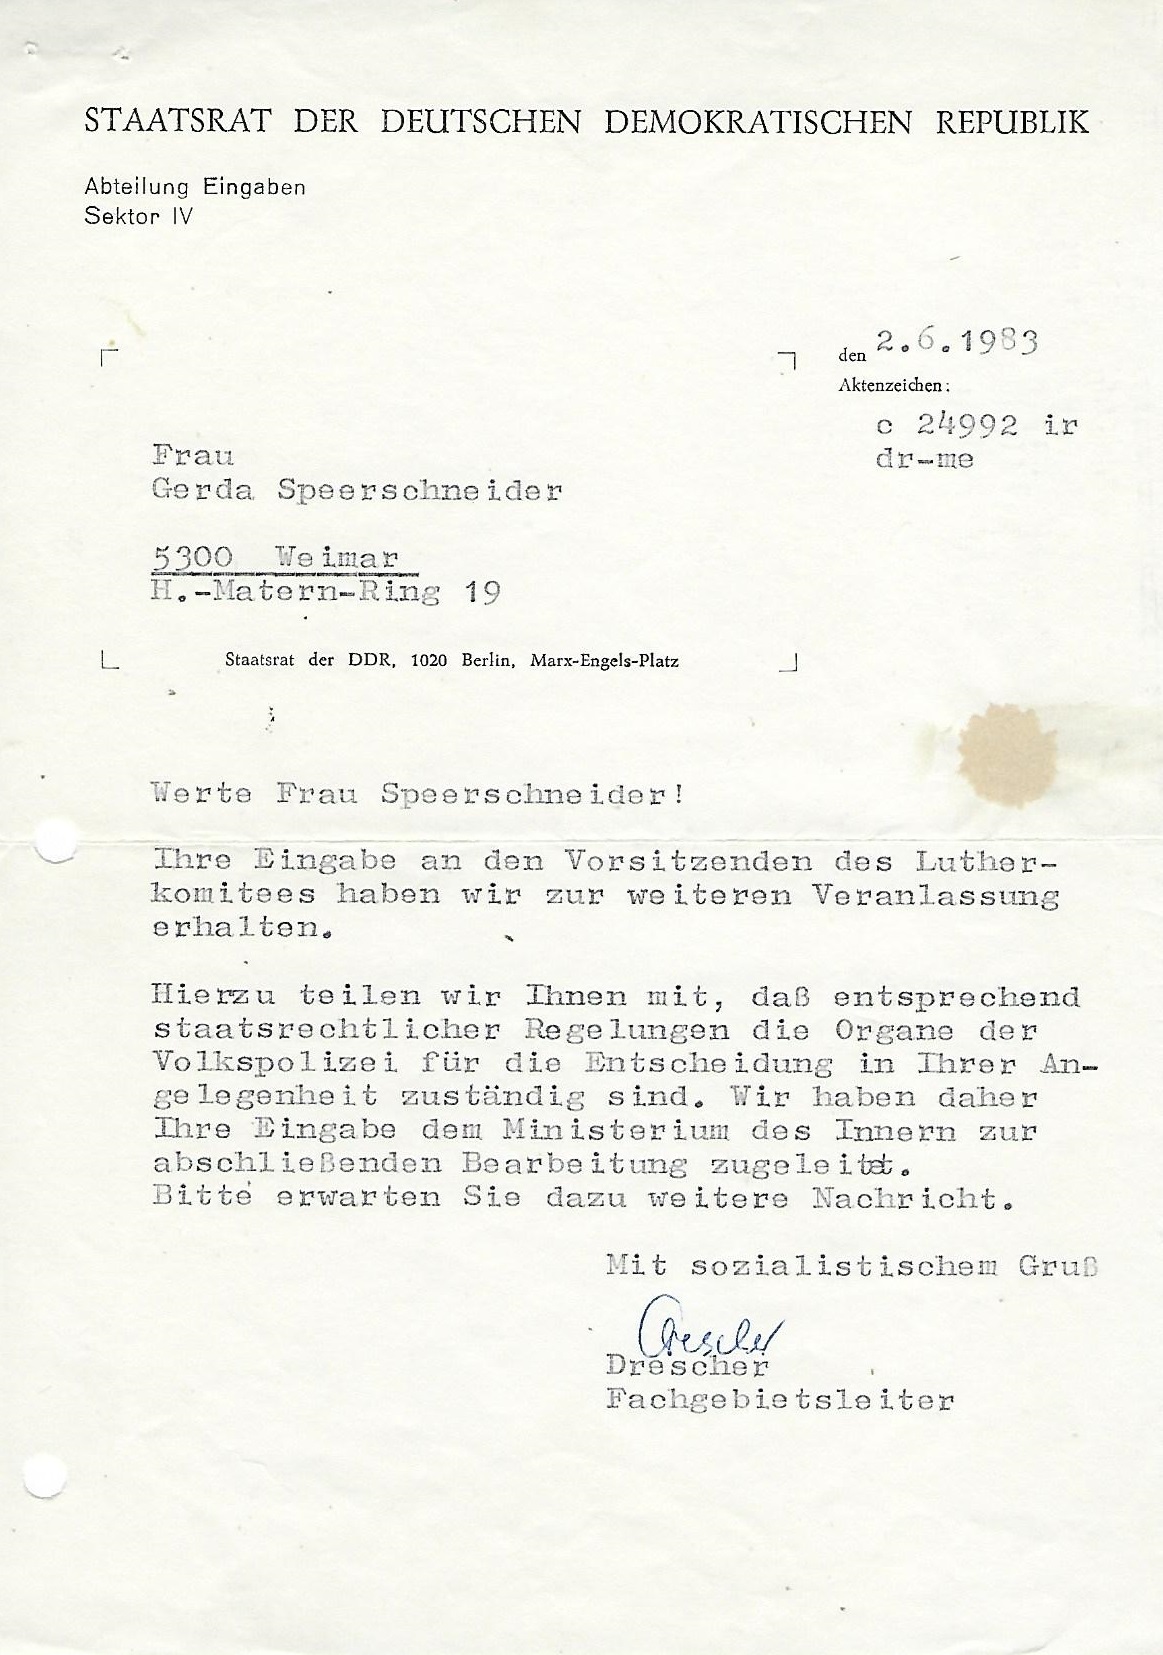 STAATSRAT DER DEUTSCHEN DEMOKRATISCHEN REPUBLIK
Abteilung Eingaben
Sektor IV
den 2.6.1983
Aktenzeichen:
c 24992 ir
dr-me
Frau
Gerda Speerschneider
5300 Weimar
H.-Matern-Ring 19
Staatsrat der DDR, 1020 Berlin, Marx-Engels-Platz
Werte Frau Speerschneider!
Ihre Eingabe an den Vorsitzenden des Luther-
komitees haben wir zur weiteren Veranlassung
erhalten.
Hierzu teilen wir Ihnen mit, daß entsprechend
staatsrechtlicher Regelungen die Organe der
Volkspolizei für die Entscheidung in Ihrer An-
gelegenheit zuständig sind. Wir haben daher
Ihre Eingabe dem Ministerium des Innern zur
abschließenden Bearbeitung zugeleitet.
Bitte erwarten Sie dazu weitere Nachricht.
Mit sozialistischem Gruß
Drescher
Drescher
Fachgebietsleiter